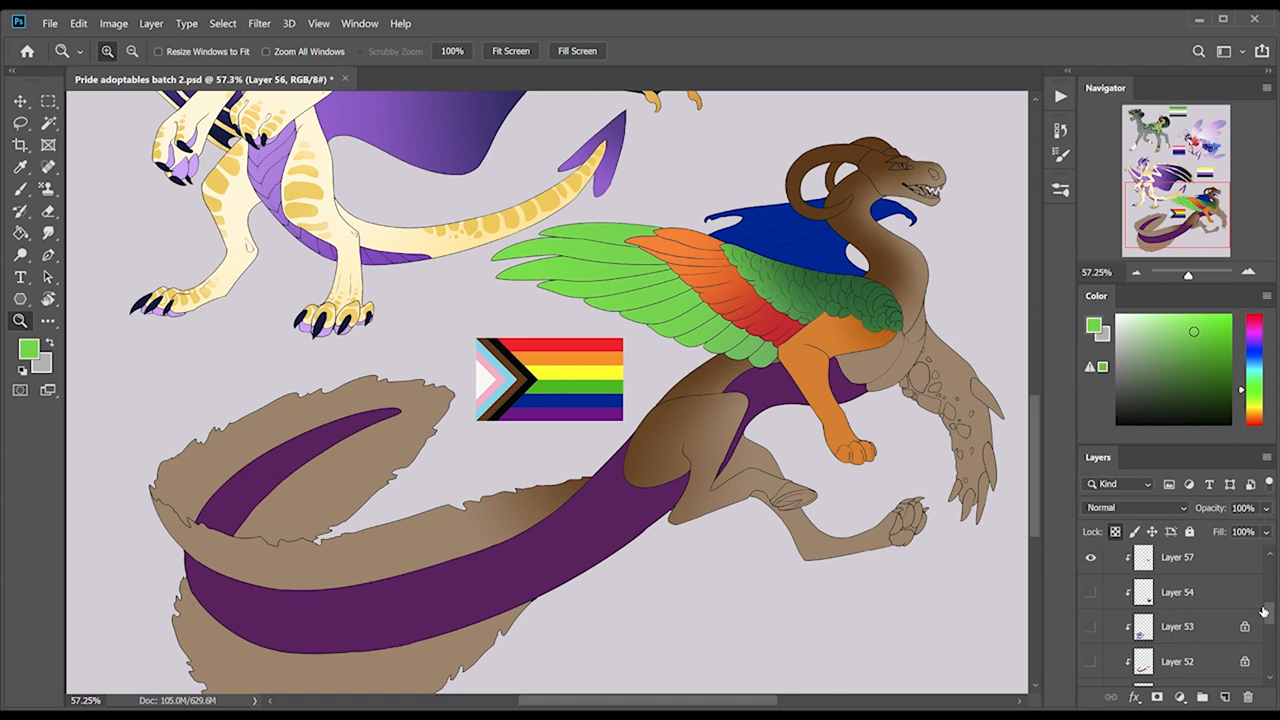 Ps File Edit Image Layer Type Select Filter 3D View Window Help
Resize Windows to Fit Zoom All Windows Scrubby Zoom 100% Fit Screen Fill Screen
Pride adoptables batch 2.psd @ 57.3% (Layer 56, RGB/8#) *
Navigator
57.25%
Color
Layers
Kind
Normal Opacity: 100%
Lock: Fill: 100%
Layer 57
Layer 54
Layer 53
Layer 52
fx
57.25% Doc: 105.0M/629.6M